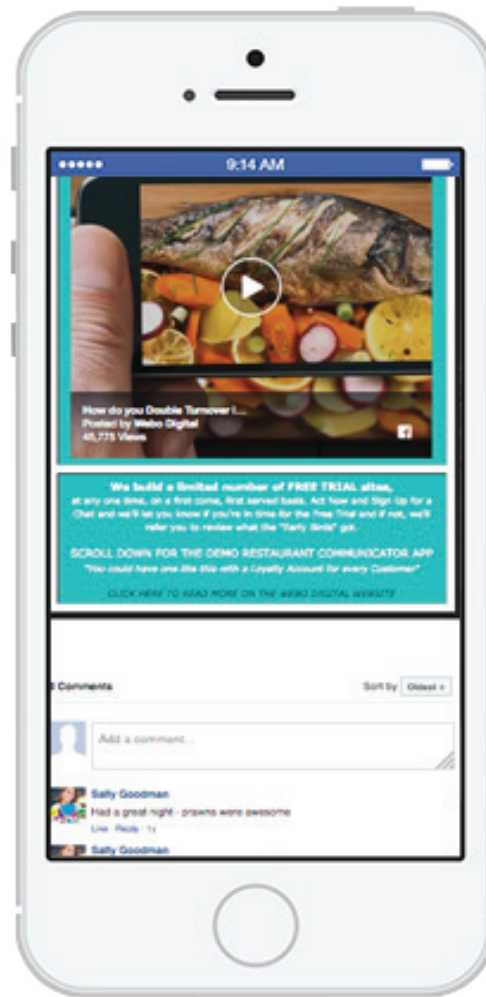 9:14 AM
How do you Double Turnover i...
Posted by Webo Digital
45,775 Views
We build a limited number of FREE TRIAL sites,
at any one time, on a first come, first served basis. Act Now and Sign Up for a
Chat and we'll let you know if you're in time for the Free Trial and if not, we'll
refer you to review what the "Early Birds" got.
SCROLL DOWN FOR THE DEMO RESTAURANT COMMUNICATOR APP
"You could have one like this with a Loyalty Account for every Customer"
CLICK HERE TO READ MORE ON THE WEBO DIGITAL WEBSITE
Comments
Sort by Oldest
Add a comment...
Sally Goodman
Had a great night - prawns were awesome
Like · Reply · 1y
Sally Goodman